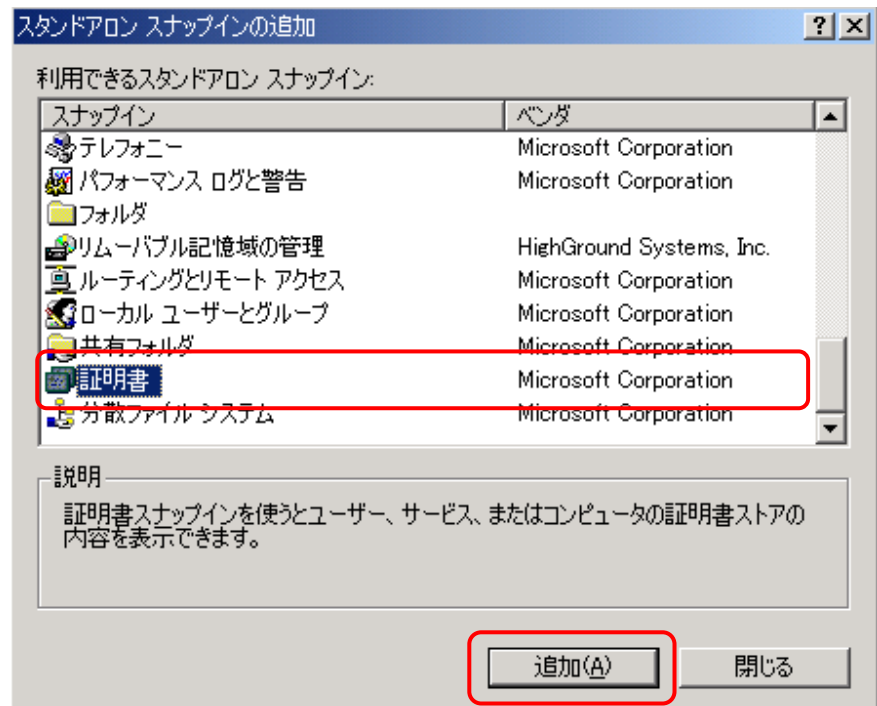 スタンドアロン スナップインの追加
利用できるスタンドアロン スナップイン:
スナップイン ベンダ
テレフォニー Microsoft Corporation
パフォーマンス ログと警告 Microsoft Corporation
フォルダ
リムーバブル記憶域の管理 HighGround Systems, Inc.
ルーティングとリモート アクセス Microsoft Corporation
ローカル ユーザーとグループ Microsoft Corporation
共有フォルダ Microsoft Corporation
証明書 Microsoft Corporation
分散ファイル システム Microsoft Corporation
説明
証明書スナップインを使うとユーザー、サービス、またはコンピュータの証明書ストアの
内容を表示できます。
追加(A) 閉じる